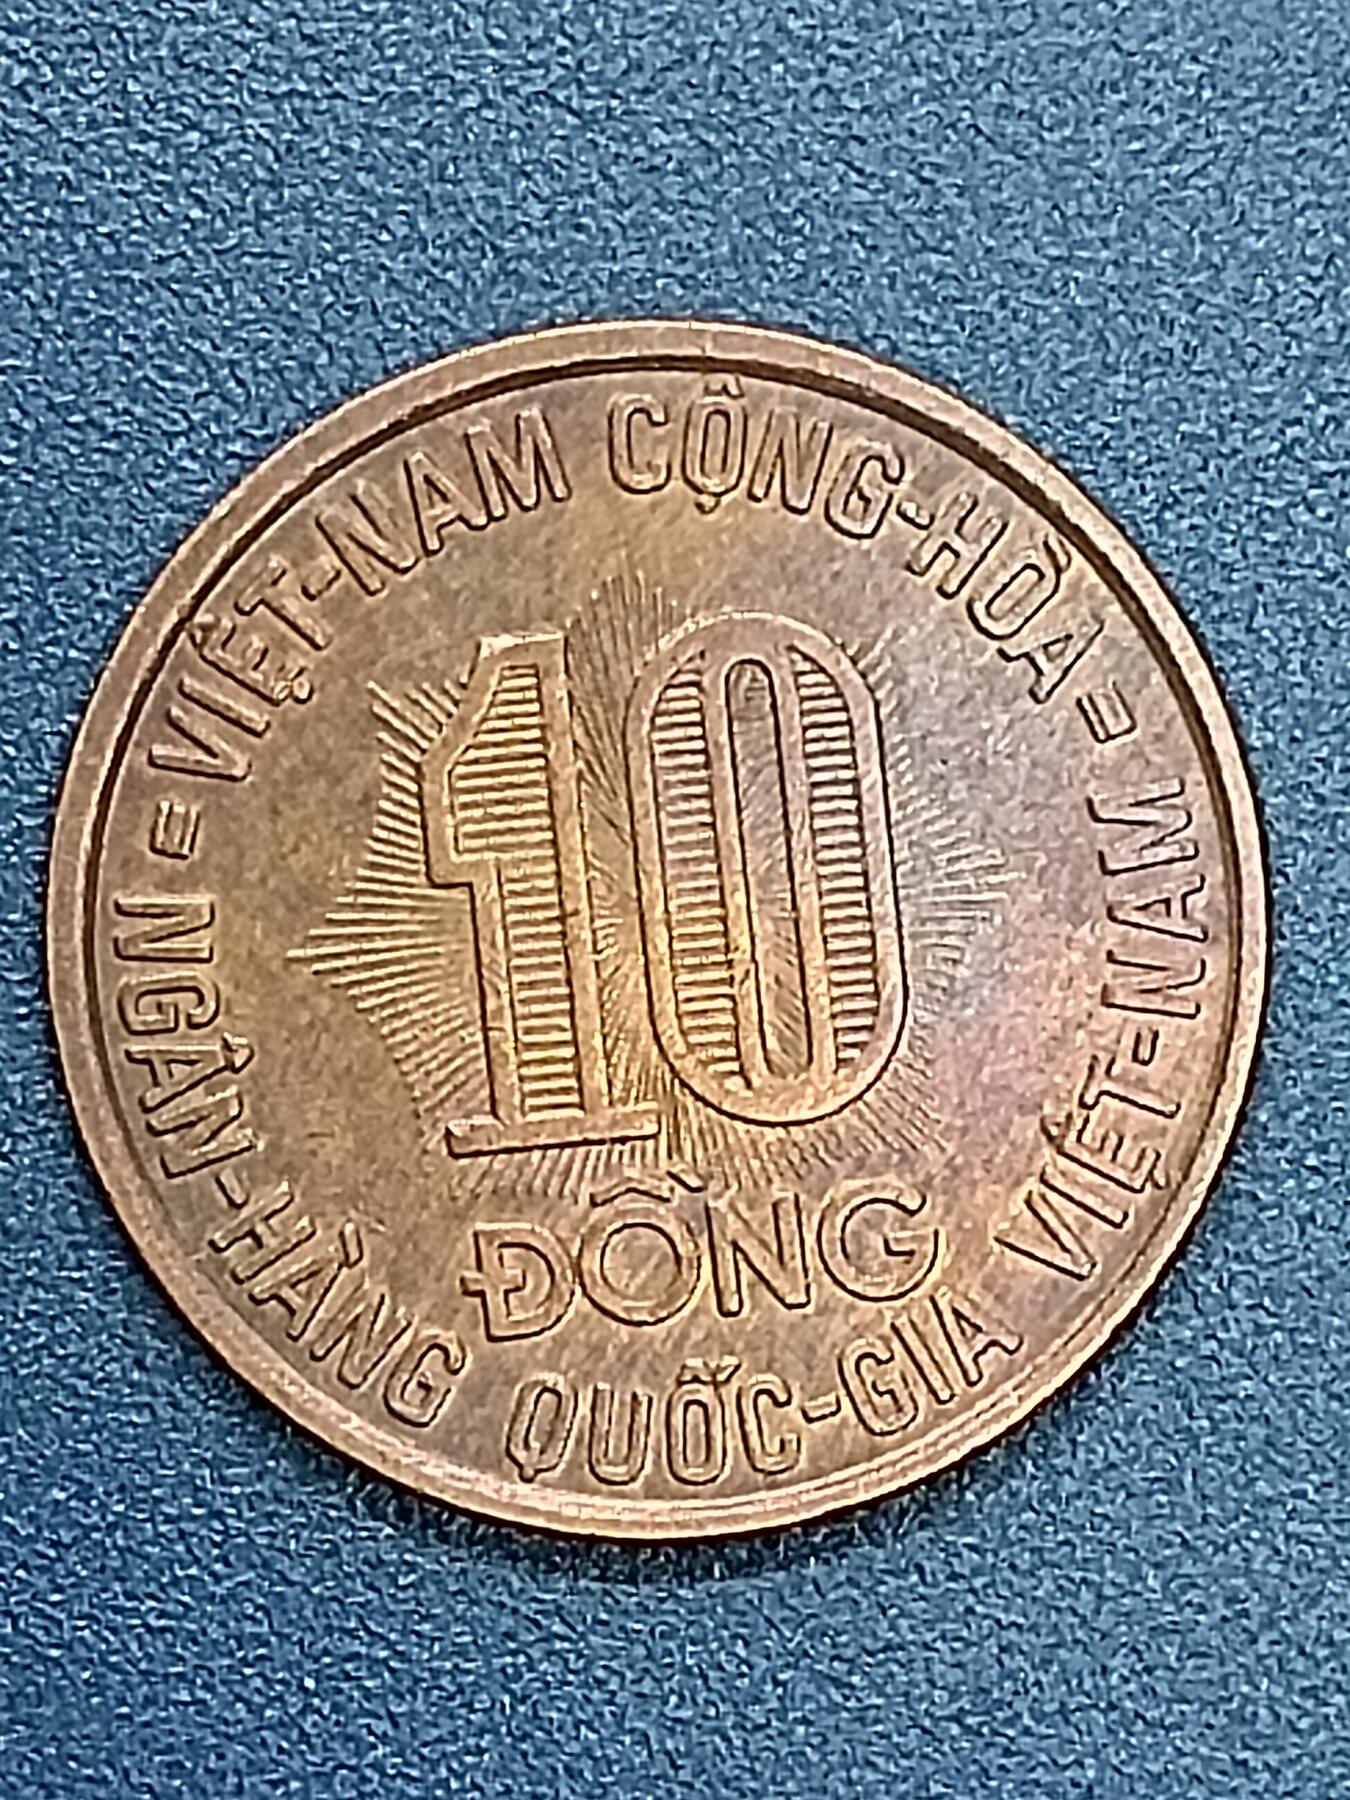 VIỆT-NAM CỘNG-HÒA
10
ĐỒNG
NGÂN-HÀNG QUỐC-GIA VIỆT-NAM